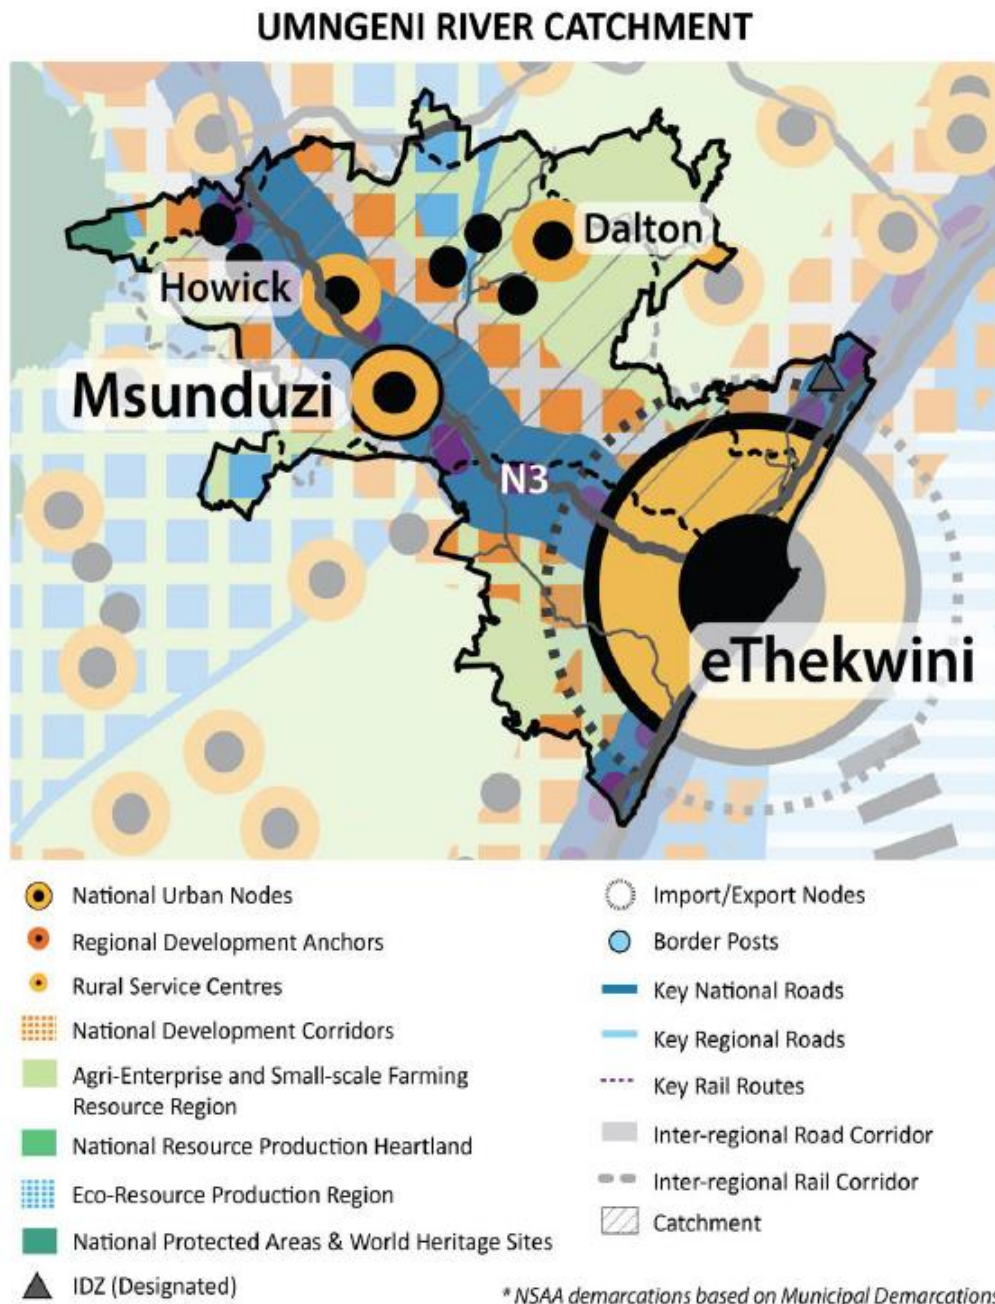 UMNGENI RIVER CATCHMENT
Dalton
Howick
Msunduzi
N3
eThekwini
National Urban Nodes
Regional Development Anchors
Rural Service Centres
National Development Corridors
Agri-Enterprise and Small-scale Farming
Resource Region
National Resource Production Heartland
Eco-Resource Production Region
National Protected Areas & World Heritage Sites
IDZ (Designated)
Import/Export Nodes
Border Posts
Key National Roads
Key Regional Roads
Key Rail Routes
Inter-regional Road Corridor
Inter-regional Rail Corridor
Catchment
* NSAA demarcations based on Municipal Demarcations